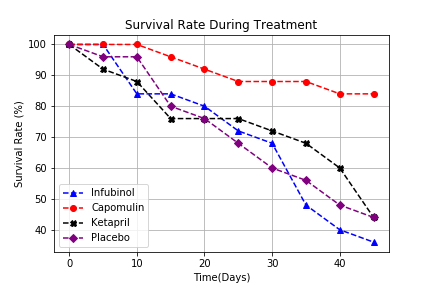 Survival Rate During Treatment
Survival Rate (%)
100
90
80
70
60
50
40
Infubinol
Capomulin
Ketapril
Placebo
0
10
20
30
40
Time(Days)